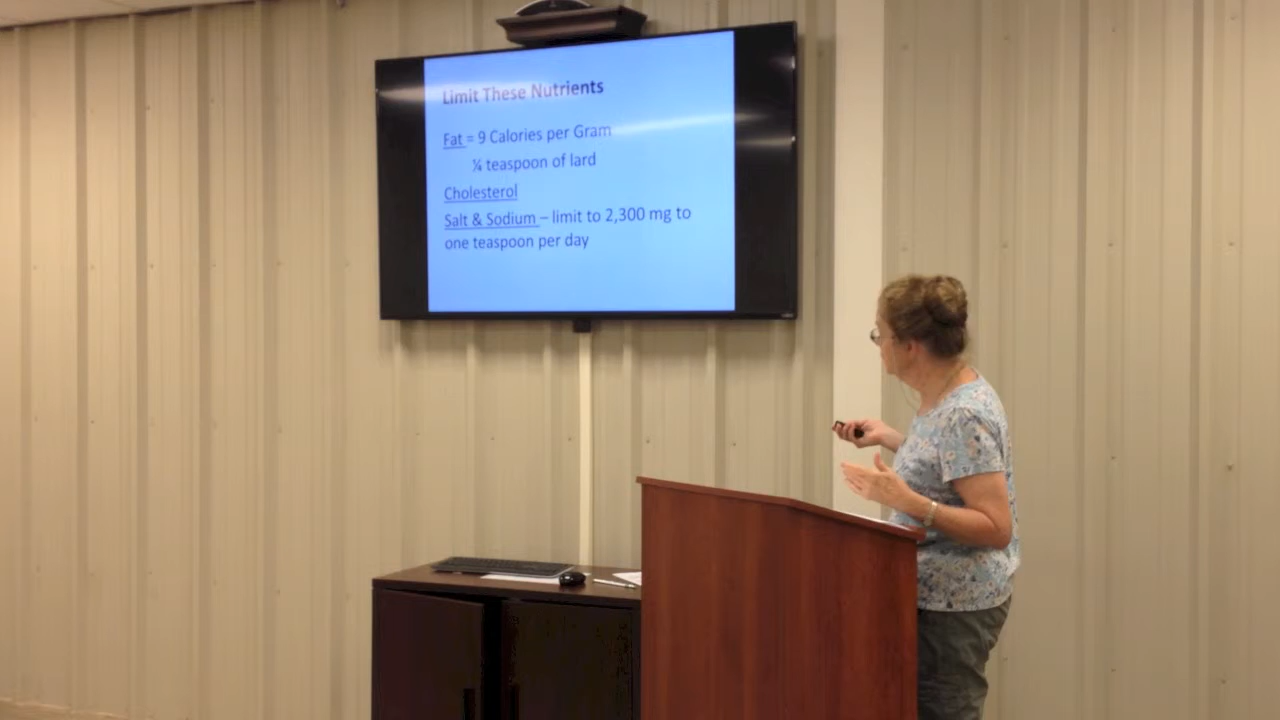 Limit These Nutrients
Fat = 9 Calories per Gram
¼ teaspoon of lard
Cholesterol
Salt & Sodium – limit to 2,300 mg to
one teaspoon per day